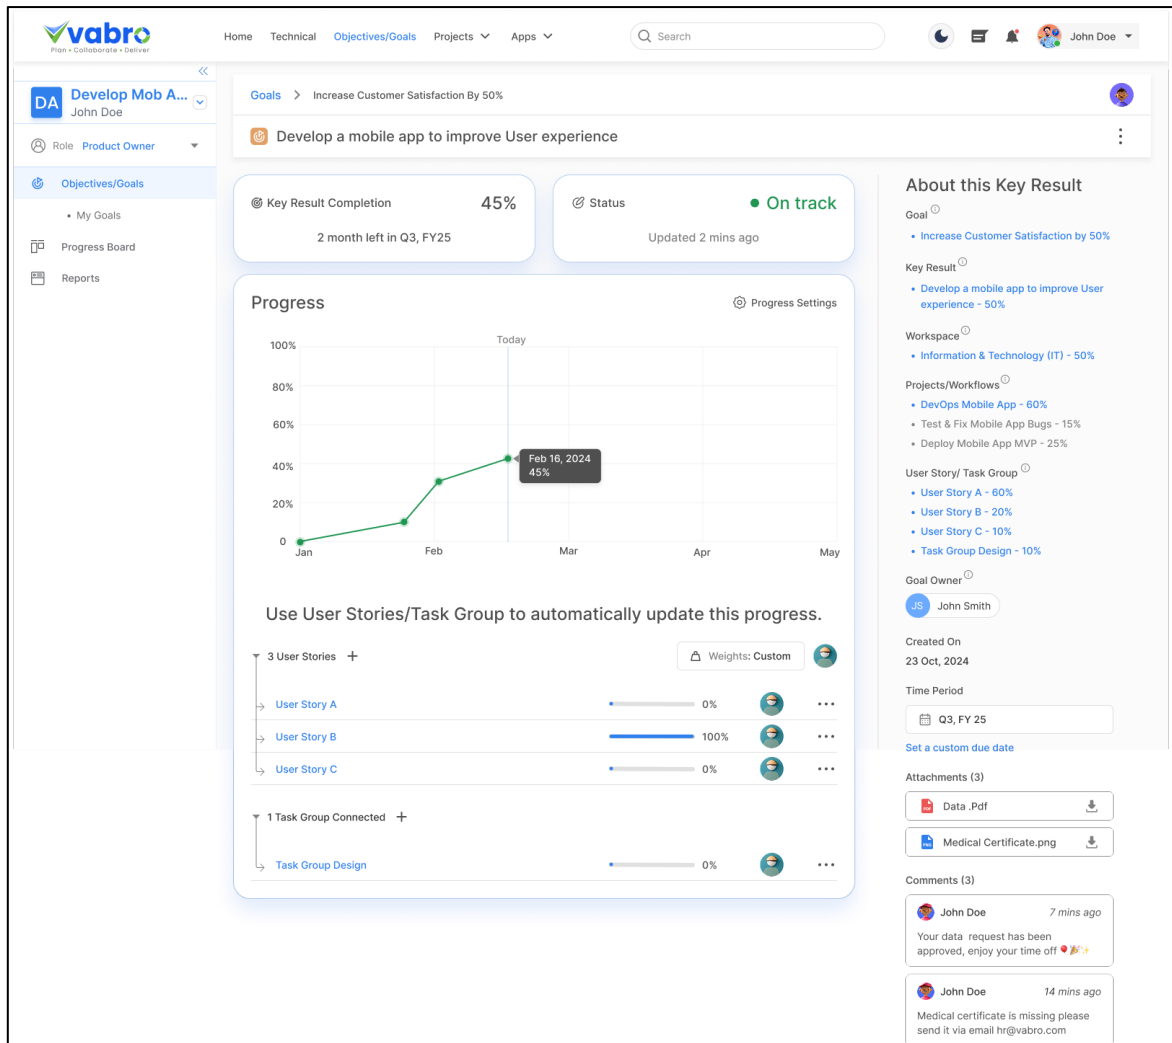 vabro
Plan • Collaborate • Deliver
Home Technical Objectives/Goals Projects Apps
Search
John Doe
DA
Develop Mob A...
John Doe
Role Product Owner
Objectives/Goals
• My Goals
Progress Board
Reports
Goals > Increase Customer Satisfaction By 50%
Develop a mobile app to improve User experience
Key Result Completion 45%
2 month left in Q3, FY25
Status • On track
Updated 2 mins ago
Progress
Progress Settings
Today
100%
80%
60%
40%
20%
0
Feb 16, 2024
45%
Jan Feb Mar Apr May
Use User Stories/Task Group to automatically update this progress.
3 User Stories +
Weights: Custom
User Story A 0%
User Story B 100%
User Story C 0%
1 Task Group Connected +
Task Group Design 0%
About this Key Result
Goal
• Increase Customer Satisfaction by 50%
Key Result
• Develop a mobile app to improve User
experience - 50%
Workspace
• Information & Technology (IT) - 50%
Projects/Workflows
• DevOps Mobile App - 60%
• Test & Fix Mobile App Bugs - 15%
• Deploy Mobile App MVP - 25%
User Story/ Task Group
• User Story A - 60%
• User Story B - 20%
• User Story C - 10%
• Task Group Design - 10%
Goal Owner
JS John Smith
Created On
23 Oct, 2024
Time Period
Q3, FY 25
Set a custom due date
Attachments (3)
PDF Data .Pdf
PNG Medical Certificate.png
Comments (3)
John Doe 7 mins ago
Your data request has been
approved, enjoy your time off🎈🎉✨
John Doe 14 mins ago
Medical certificate is missing please
send it via email hr@vabro.com